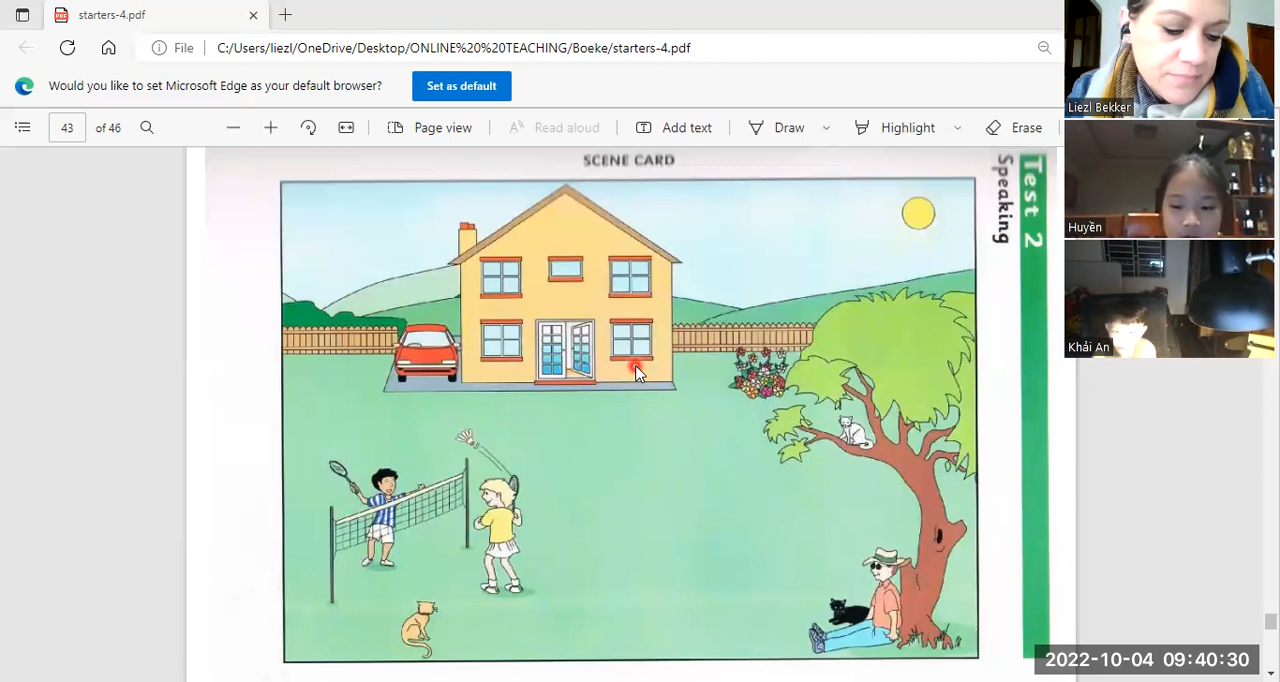 starters-4.pdf
File C:/Users/liezl/OneDrive/Desktop/ONLINE%20%20TEACHING/Boeke/starters-4.pdf
Would you like to set Microsoft Edge as your default browser? Set as default
43 of 46 Page view Read aloud Add text Draw Highlight Erase
SCENE CARD
Test 2
Speaking
Liezl Bekker
Huyền
Khải An
2022-10-04 09:40:30